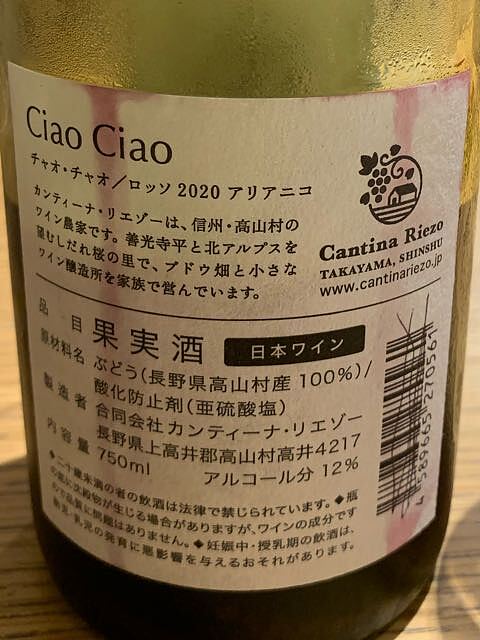 Ciao Ciao
チャオ・チャオ／ロッソ 2020 アリアニコ
カンティーナ・リエゾーは、信州・高山村の
ワイン農家です。善光寺平と北アルプスを
望むしだれ桜の里で、ブドウ畑と小さな
ワイン醸造所を家族で営んでいます。
Cantina Riezo
TAKAYAMA, SHINSHU
www.cantinariezo.jp
品目 果実酒 日本ワイン
原材料名 ぶどう(長野県高山村産 100%)/
酸化防止剤(亜硫酸塩)
製造者 合同会社カンティーナ・リエゾー
長野県上高井郡高山村高井4217
内容量 750ml アルコール分 12%
◆二十歳未満の者の飲酒は法律で禁じられています。◆瓶
の底に沈殿物が生じる場合がありますが、ワインの成分です
ので品質に問題はありません。◆妊娠中・授乳期の飲酒は、
胎児・乳児の発育に悪影響を与えるおそれがあります。
4 589665 270561